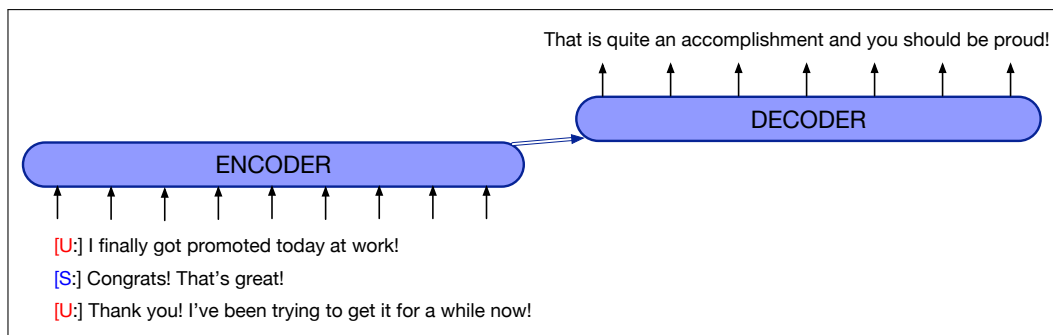 That is quite an accomplishment and you should be proud!
DECODER
ENCODER
[U:] I finally got promoted today at work!
[S:] Congrats! That's great!
[U:] Thank you! I've been trying to get it for a while now!